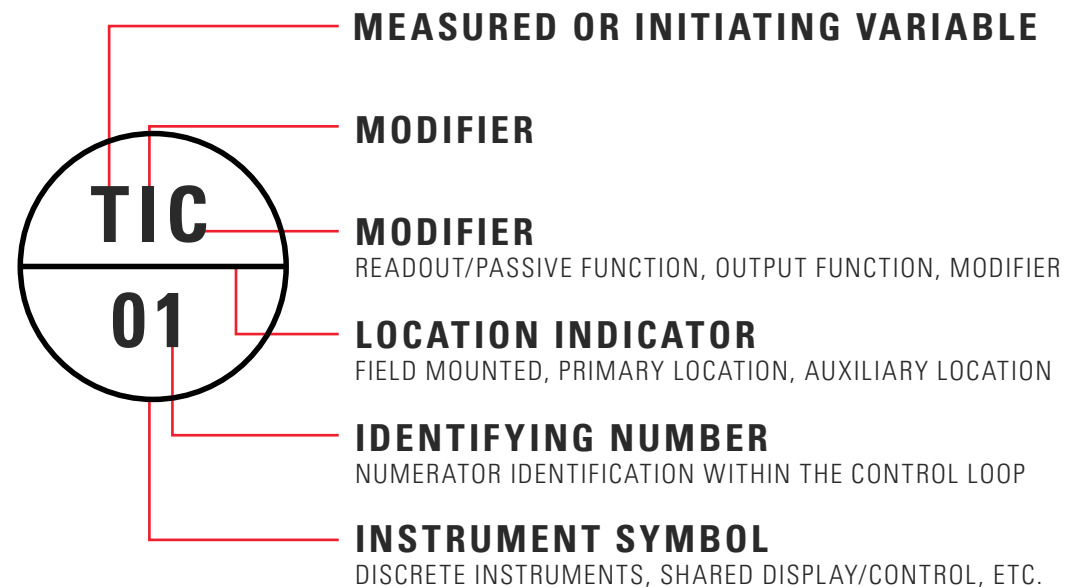 MEASURED OR INITIATING VARIABLE
MODIFIER
TIC
MODIFIER
READOUT/PASSIVE FUNCTION, OUTPUT FUNCTION, MODIFIER
01
LOCATION INDICATOR
FIELD MOUNTED, PRIMARY LOCATION, AUXILIARY LOCATION
IDENTIFYING NUMBER
NUMERATOR IDENTIFICATION WITHIN THE CONTROL LOOP
INSTRUMENT SYMBOL
DISCRETE INSTRUMENTS, SHARED DISPLAY/CONTROL, ETC.